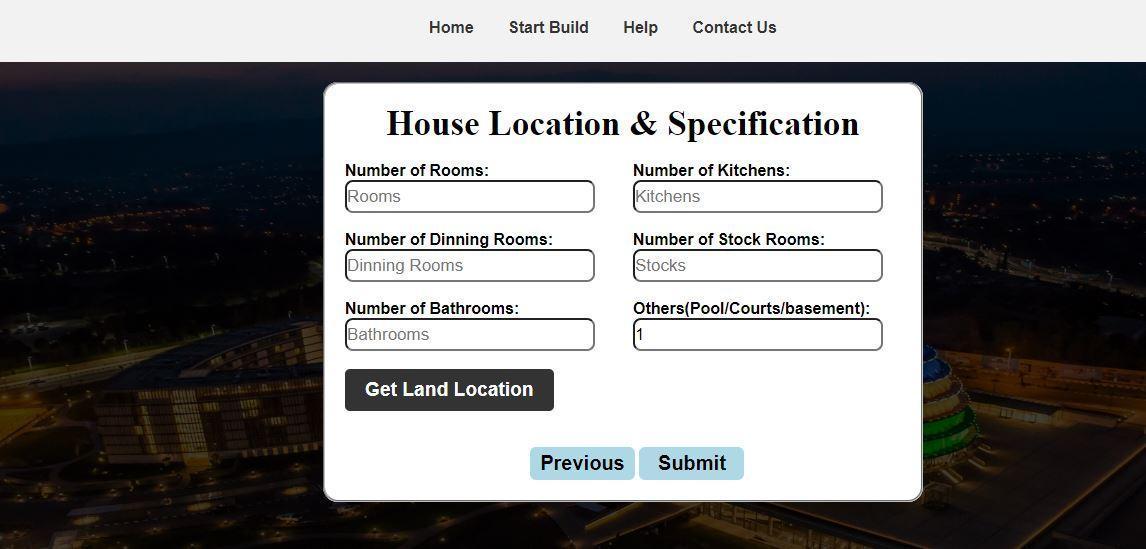 Home Start Build Help Contact Us
House Location & Specification
Number of Rooms: Number of Kitchens:
Rooms Kitchens
Number of Dinning Rooms: Number of Stock Rooms:
Dinning Rooms Stocks
Number of Bathrooms: Others(Pool/Courts/basement):
Bathrooms 1
Get Land Location
Previous Submit